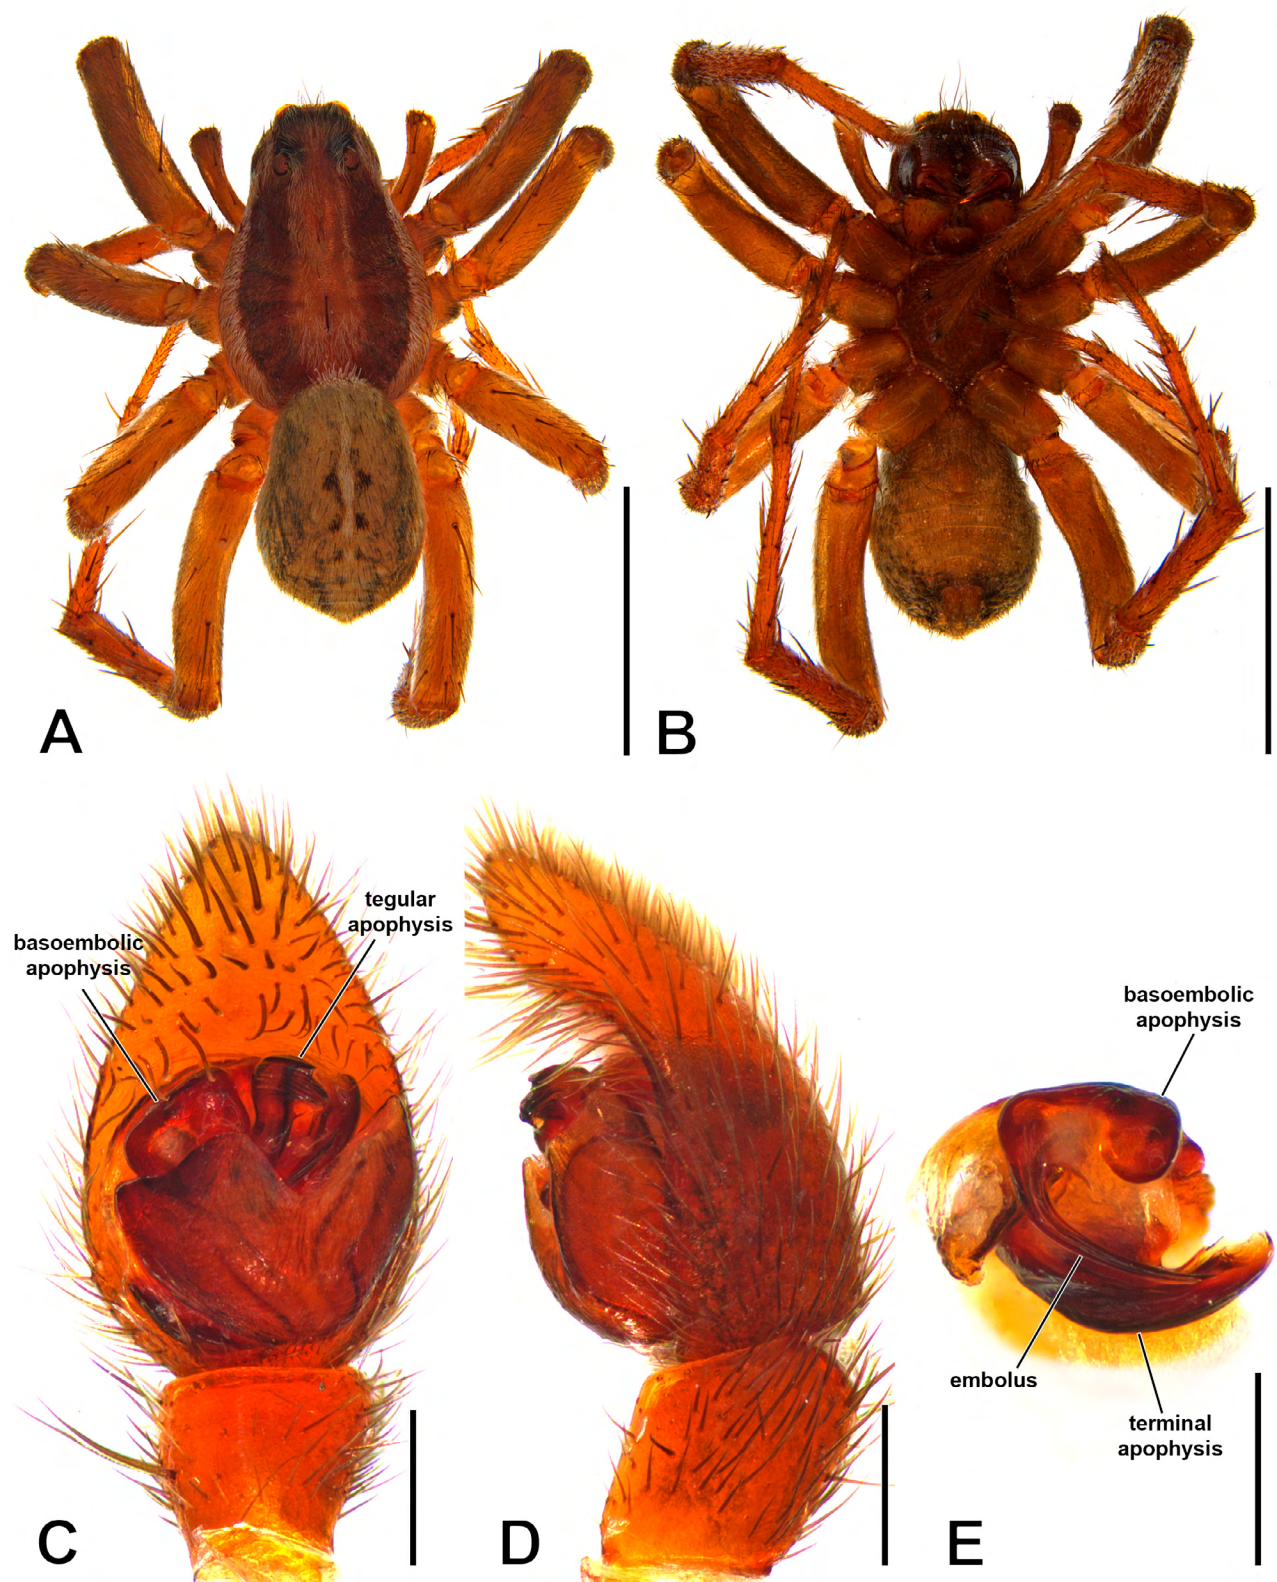 A
B
basoembolic
apophysis
tegular
apophysis
basoembolic
apophysis
embolus
terminal
apophysis
C
D
E